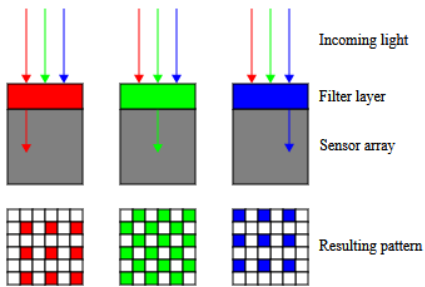 Incoming light
Filter layer
Sensor array
Resulting pattern